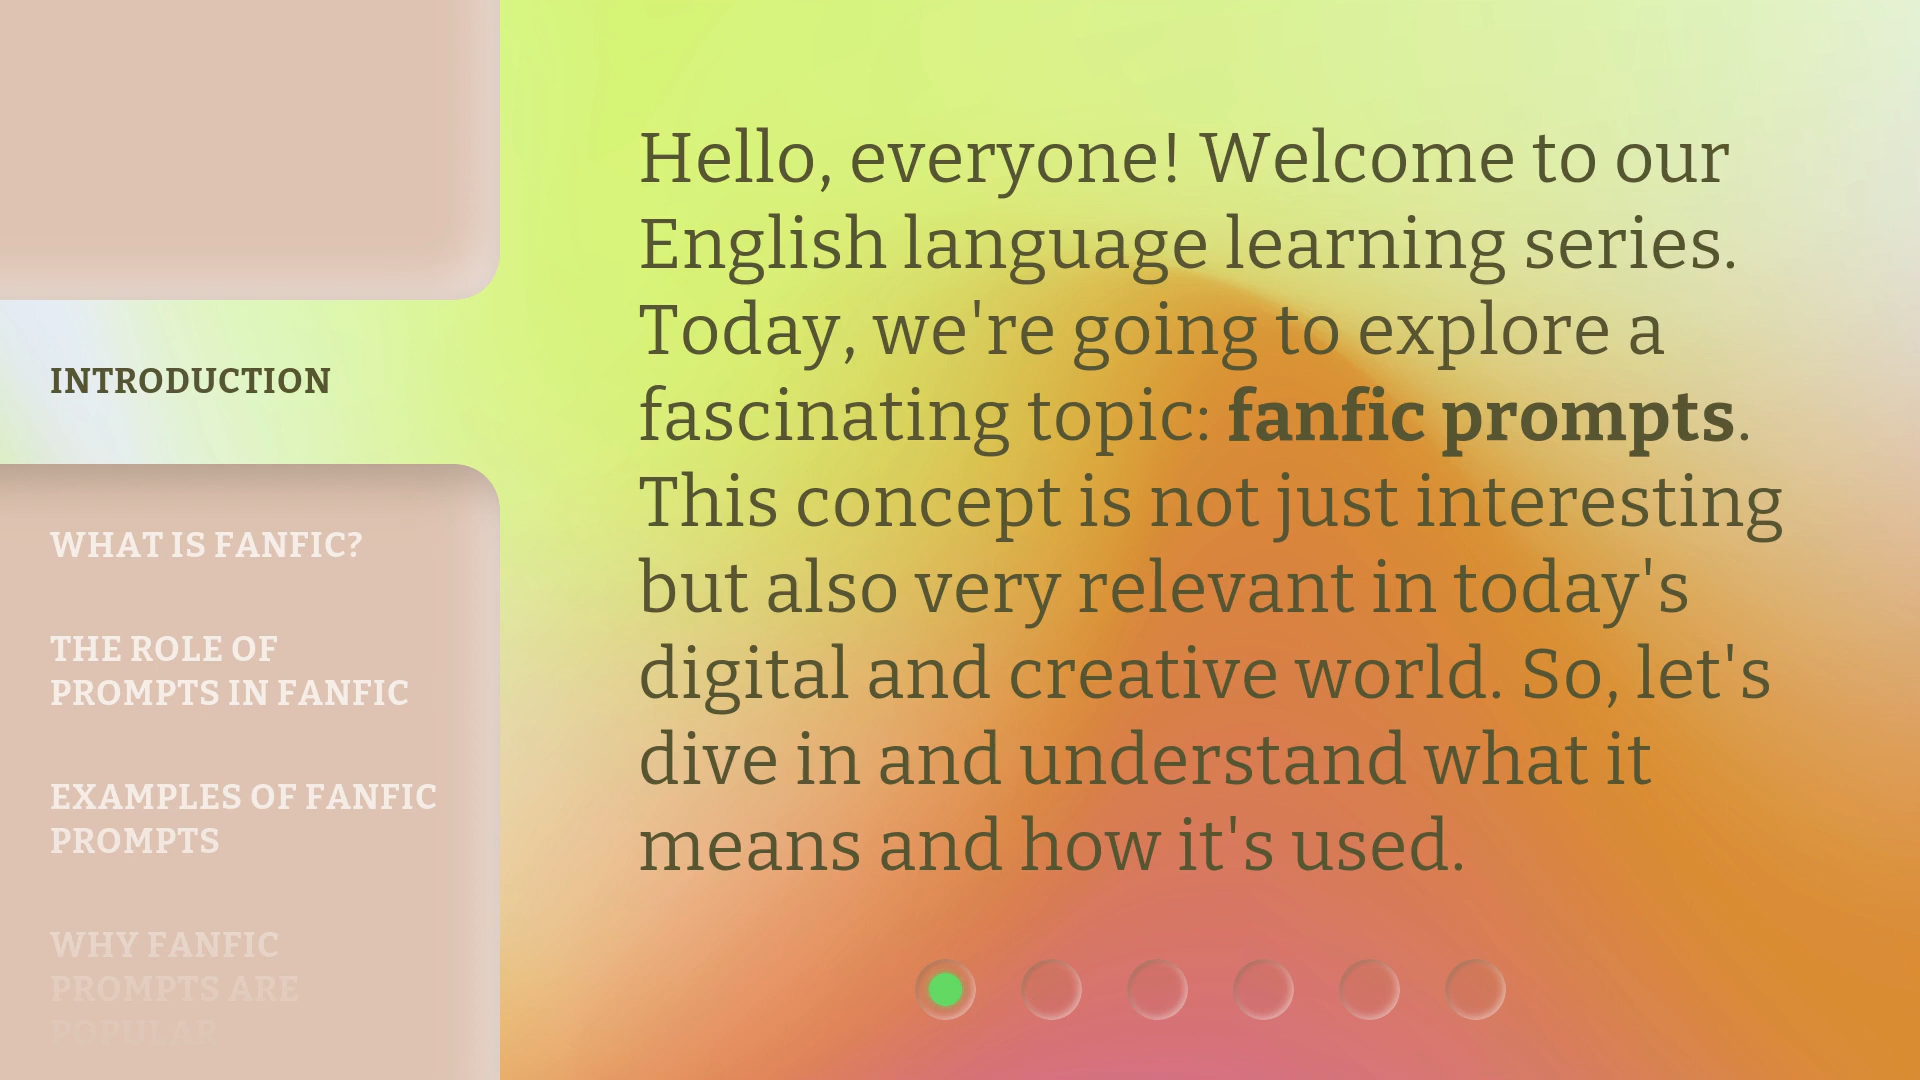 INTRODUCTION
WHAT IS FANFIC?
THE ROLE OF
PROMPTS IN FANFIC
EXAMPLES OF FANFIC
PROMPTS
WHY FANFIC
PROMPTS ARE
POPULAR
Hello, everyone! Welcome to our
English language learning series.
Today, we're going to explore a
fascinating topic: fanfic prompts.
This concept is not just interesting
but also very relevant in today's
digital and creative world. So, let's
dive in and understand what it
means and how it's used.